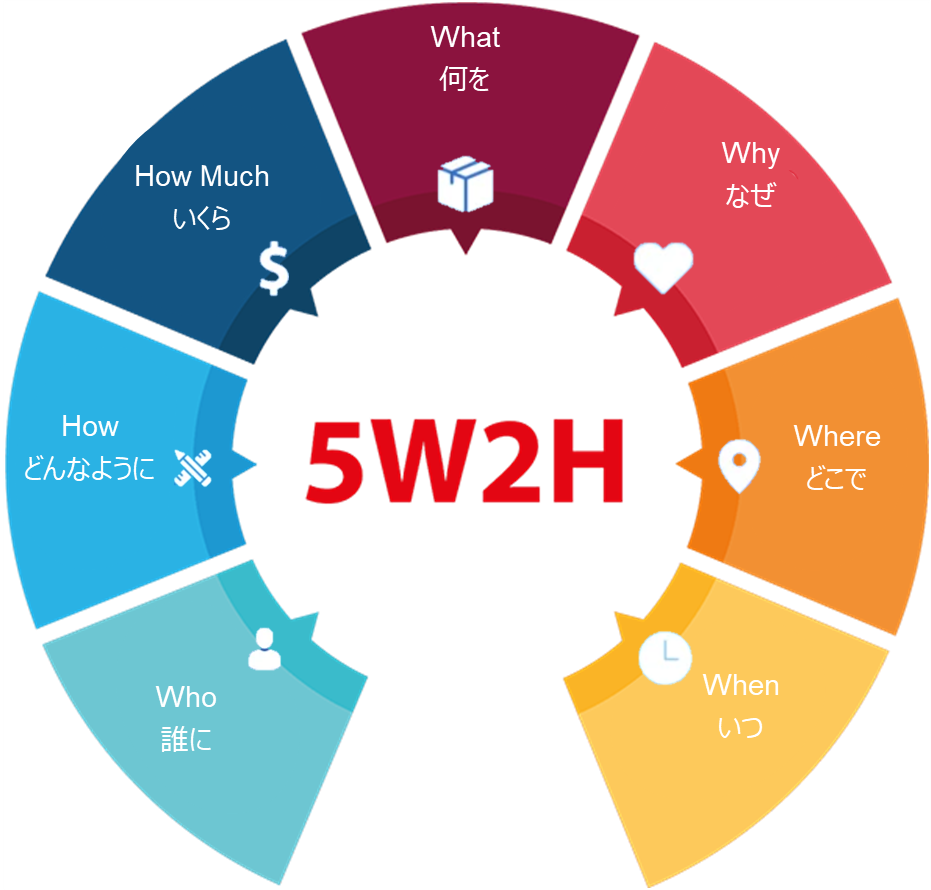 What
何を
Why
なぜ
How Much
いくら
Where
どこで
How
どんなように
5W2H
When
いつ
Who
誰に